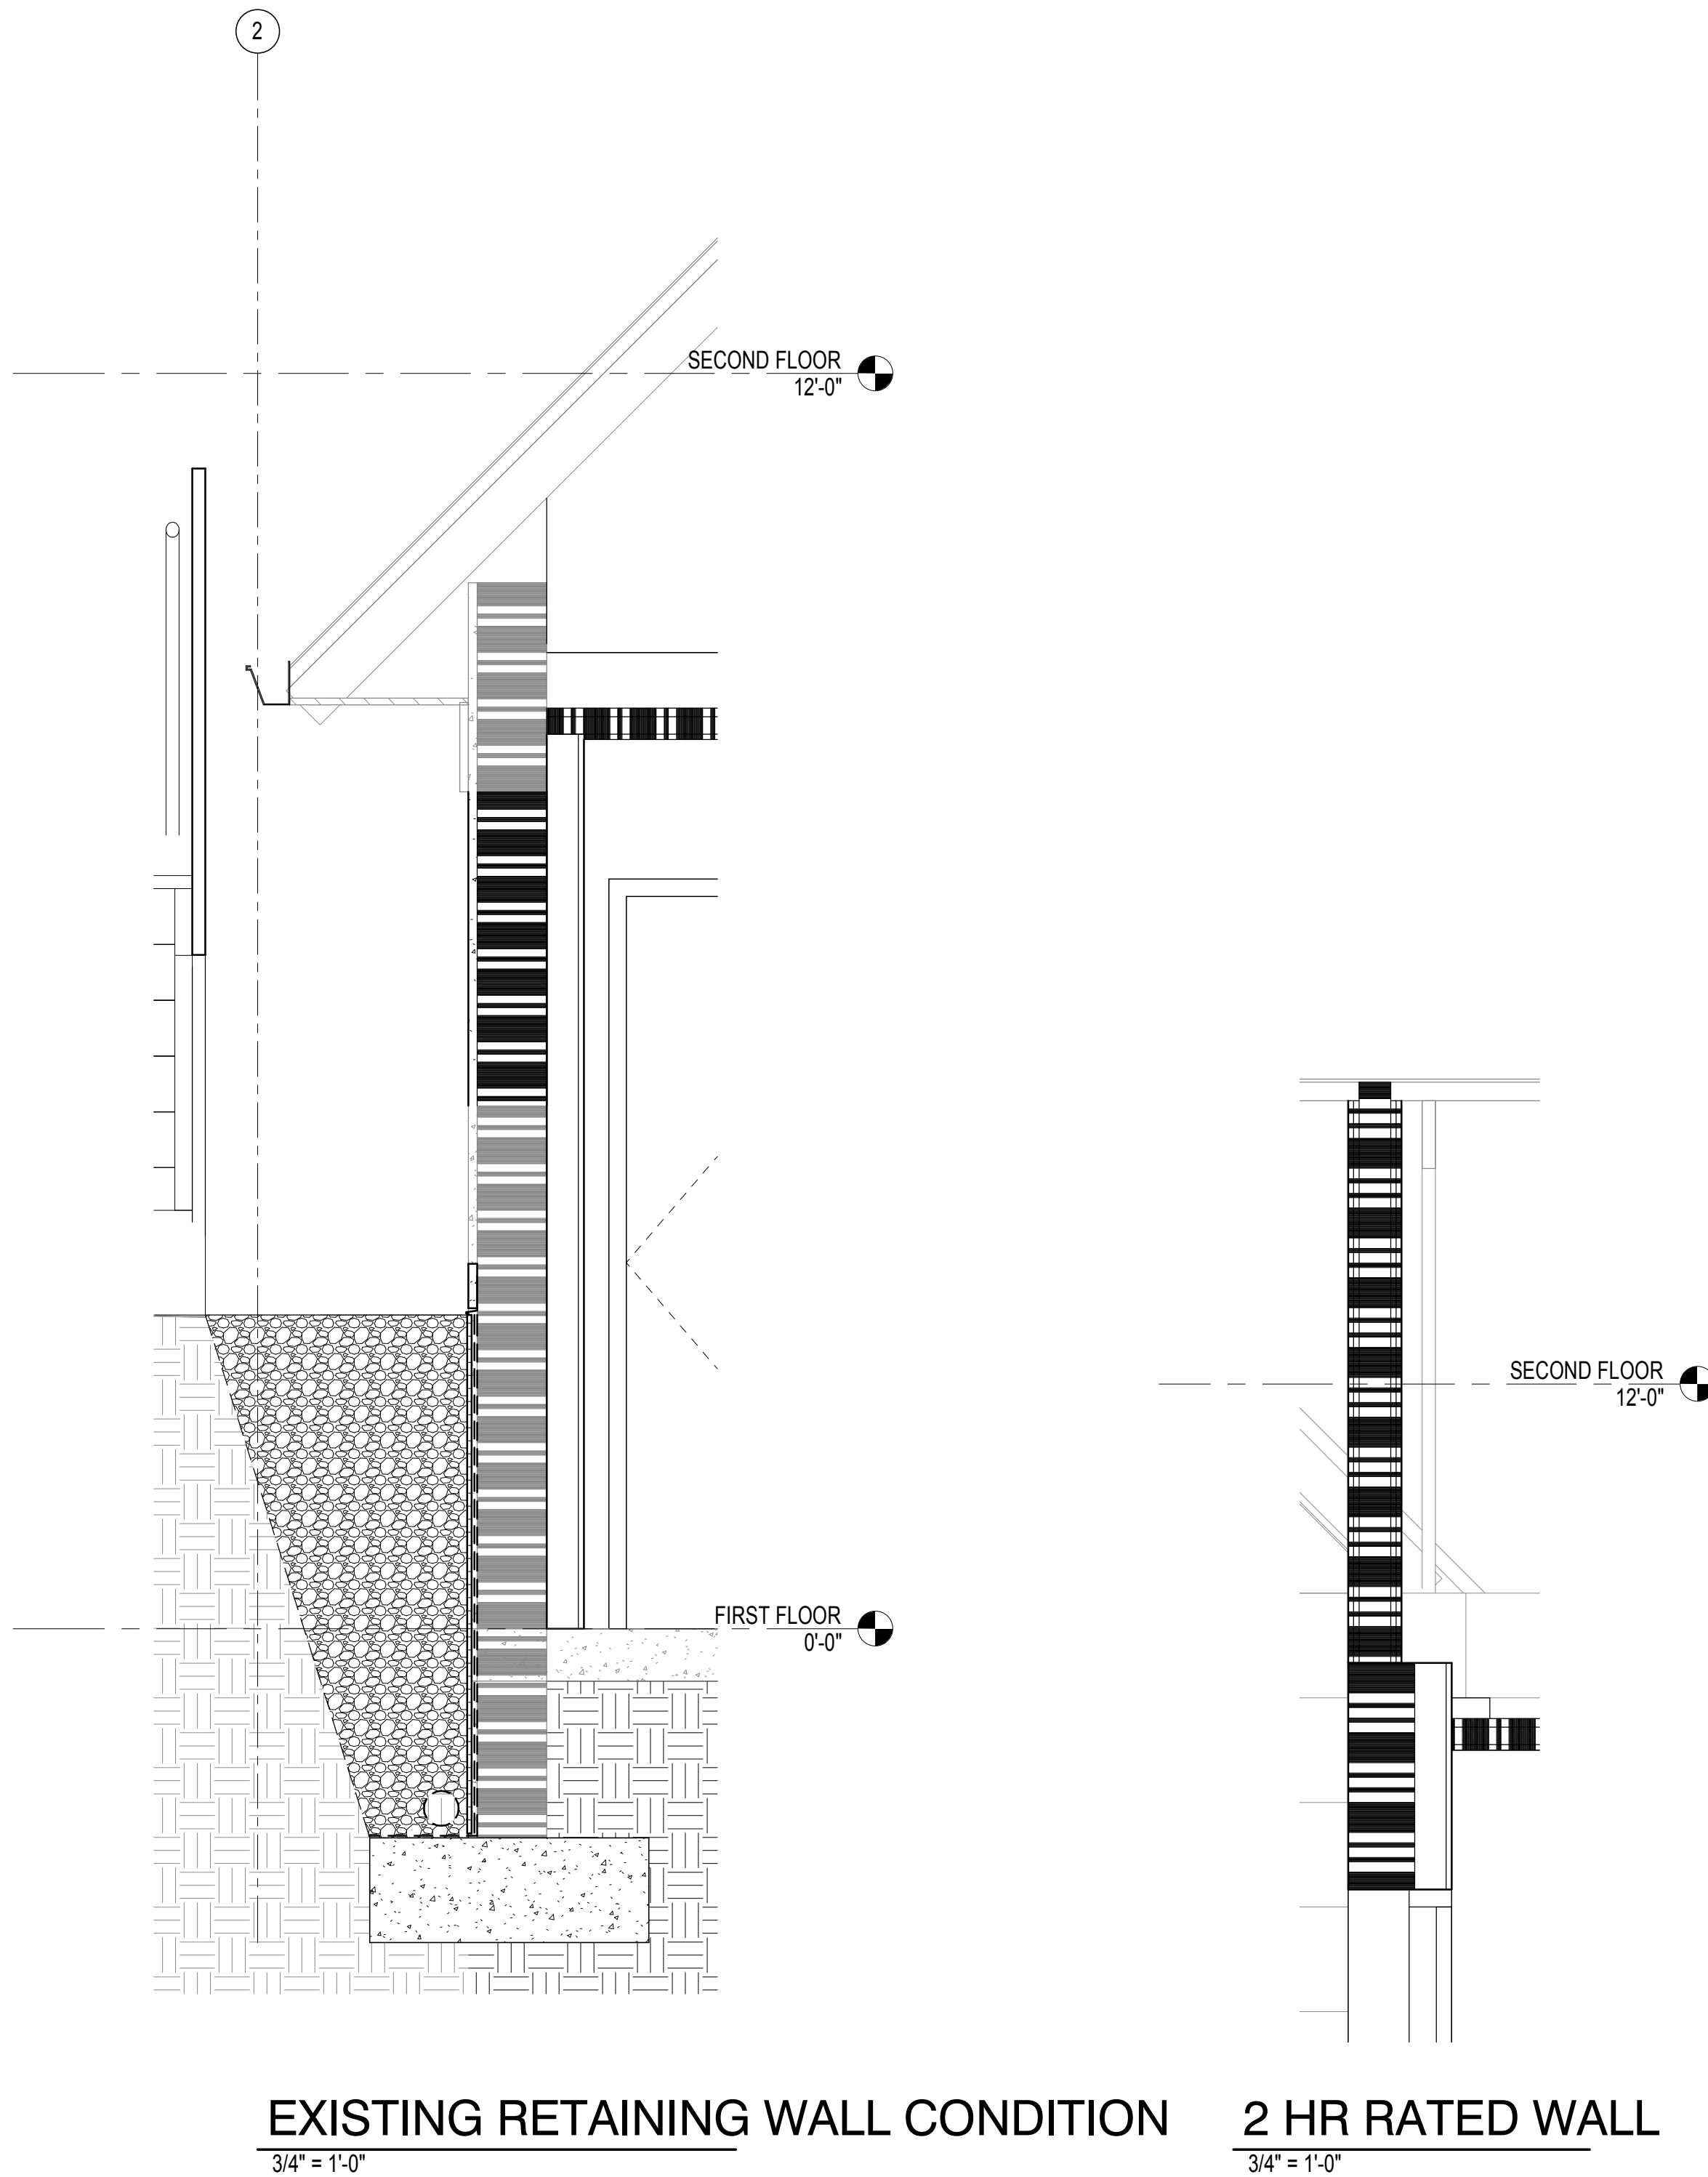 2
SECOND FLOOR
12'-0"
SECOND FLOOR
12'-0"
FIRST FLOOR
0'-0"
EXISTING RETAINING WALL CONDITION
3/4" = 1'-0"
2 HR RATED WALL
3/4" = 1'-0"